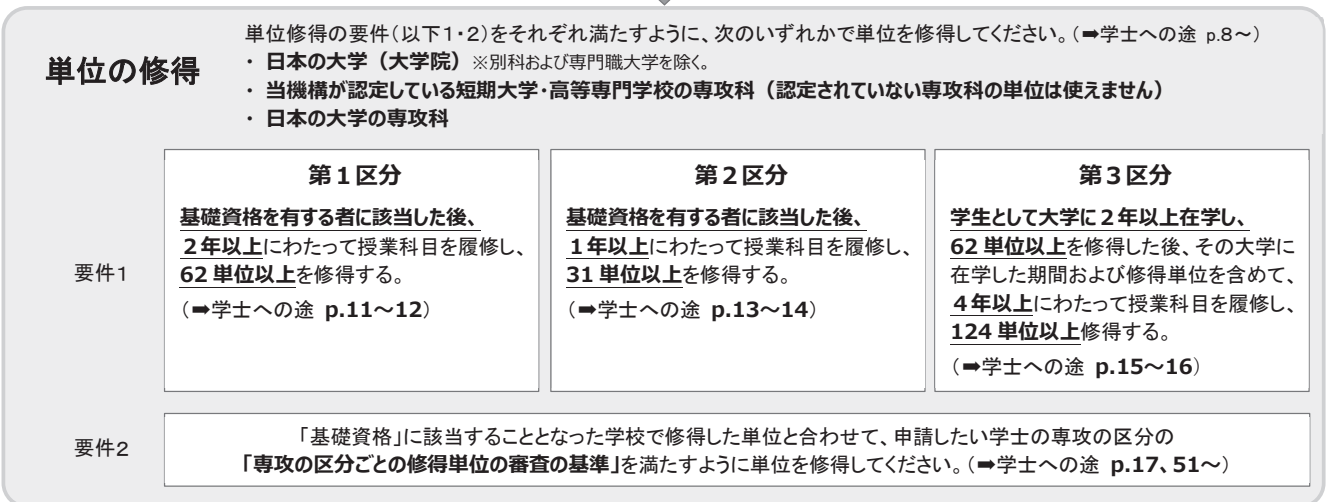 単位の修得
単位修得の要件（以下１・２）をそれぞれ満たすように、次のいずれかで単位を修得してください。（➡学士への途 p.8～）
・ 日本の大学（大学院）※別科および専門職大学を除く。
・ 当機構が認定している短期大学・高等専門学校の専攻科（認定されていない専攻科の単位は使えません）
・ 日本の大学の専攻科
要件１
第１区分
基礎資格を有する者に該当した後、
２年以上にわたって授業科目を履修し、
62 単位以上を修得する。
（➡学士への途 p.11～12）
第２区分
基礎資格を有する者に該当した後、
１年以上にわたって授業科目を履修し、
31 単位以上を修得する。
（➡学士への途 p.13～14）
第３区分
学生として大学に２年以上在学し、
62 単位以上を修得した後、その大学に
在学した期間および修得単位を含めて、
４年以上にわたって授業科目を履修し、
124 単位以上修得する。
（➡学士への途 p.15～16）
要件２
「基礎資格」に該当することとなった学校で修得した単位と合わせて、申請したい学士の専攻の区分の
「専攻の区分ごとの修得単位の審査の基準」を満たすように単位を修得してください。（➡学士への途 p.17、51～）